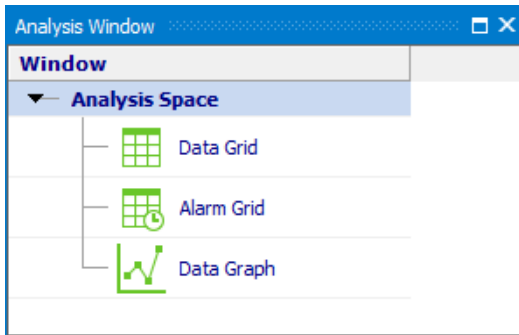 Analysis Window
Window
Analysis Space
Data Grid
Alarm Grid
Data Graph